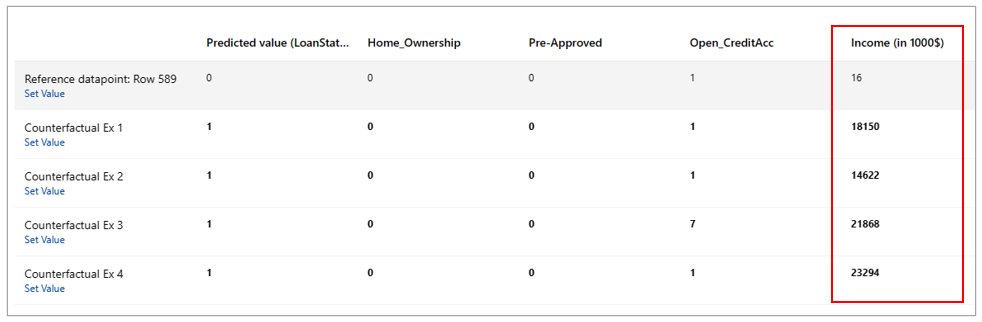 Predicted value (LoanStat... Home_Ownership Pre-Approved Open_CreditAcc Income (in 1000$)
Reference datapoint: Row 589 0 0 0 1 16
Set Value
Counterfactual Ex 1 1 0 0 1 18150
Set Value
Counterfactual Ex 2 1 0 0 1 14622
Set Value
Counterfactual Ex 3 1 0 0 7 21868
Set Value
Counterfactual Ex 4 1 0 0 1 23294
Set Value